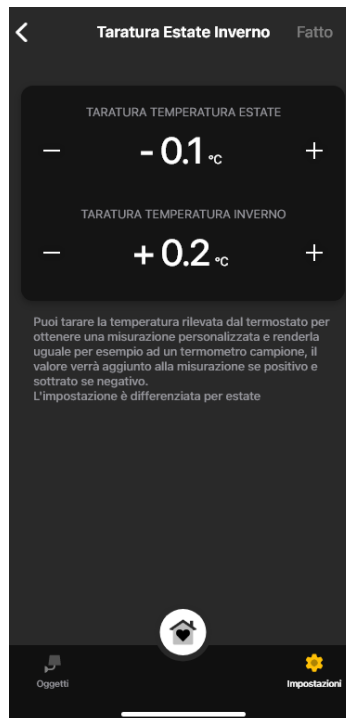 Taratura Estate Inverno Fatto
TARATURA TEMPERATURA ESTATE
- 0.1 °C
TARATURA TEMPERATURA INVERNO
+ 0.2 °C
Puoi tarare la temperatura rilevata dal termostato per
ottenere una misurazione personalizzata e renderla
uguale per esempio ad un termometro campione, il
valore verrà aggiunto alla misurazione se positivo e
sottrato se negativo.
L'impostazione è differenziata per estate
Oggetti
Impostazioni